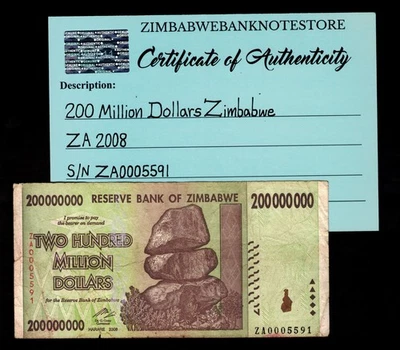 ZIMBABWEBANKNOTESTORE
Certificate of Authenticity
Description:
200 Million Dollars Zimbabwe
ZA 2008
S/N ZA0005591
200000000 RESERVE BANK OF ZIMBABWE 200000000
I promise to pay
the bearer on demand
TWO HUNDRED
MILLION
DOLLARS
for the Reserve Bank of Zimbabwe
ZA0005591
200000000
HARARE 2008
ZA0005591